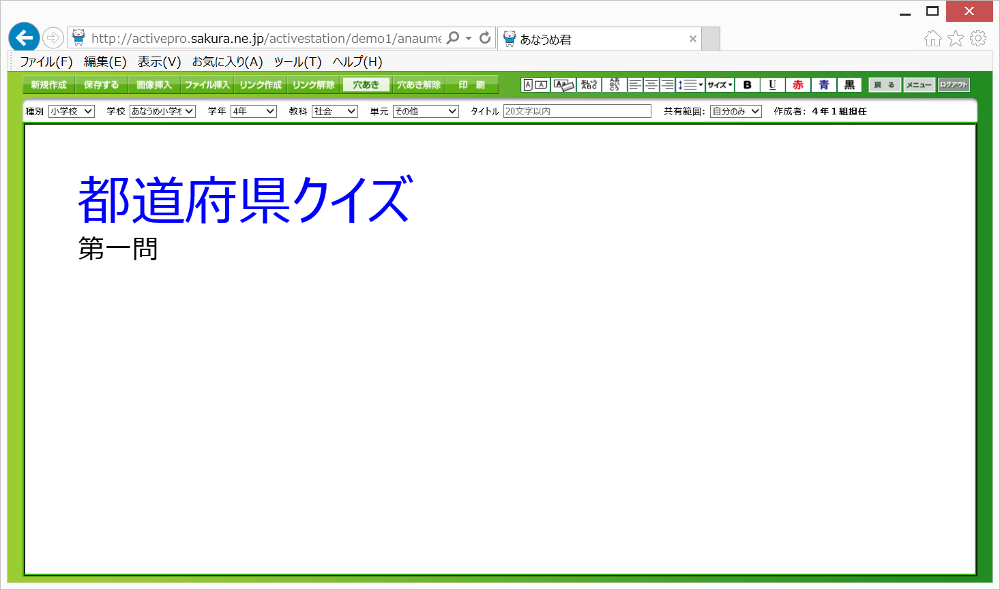 http://activepro.sakura.ne.jp/activestation/demo1/anaume
あなうめ君
ファイル(F) 編集(E) 表示(V) お気に入り(A) ツール(T) ヘルプ(H)
新規作成 保存する 画像挿入 ファイル挿入 リンク作成 リンク解除 穴あき 穴あき解除 印 刷 A A サイズ B U 赤 青 黒 戻 る メニュー ログアウト
種別 小学校 学校 あなうめ小学校 学年 4年 教科 社会 単元 その他 タイトル 20文字以内 共有範囲: 自分のみ 作成者: 4年1組担任
都道府県クイズ
第一問